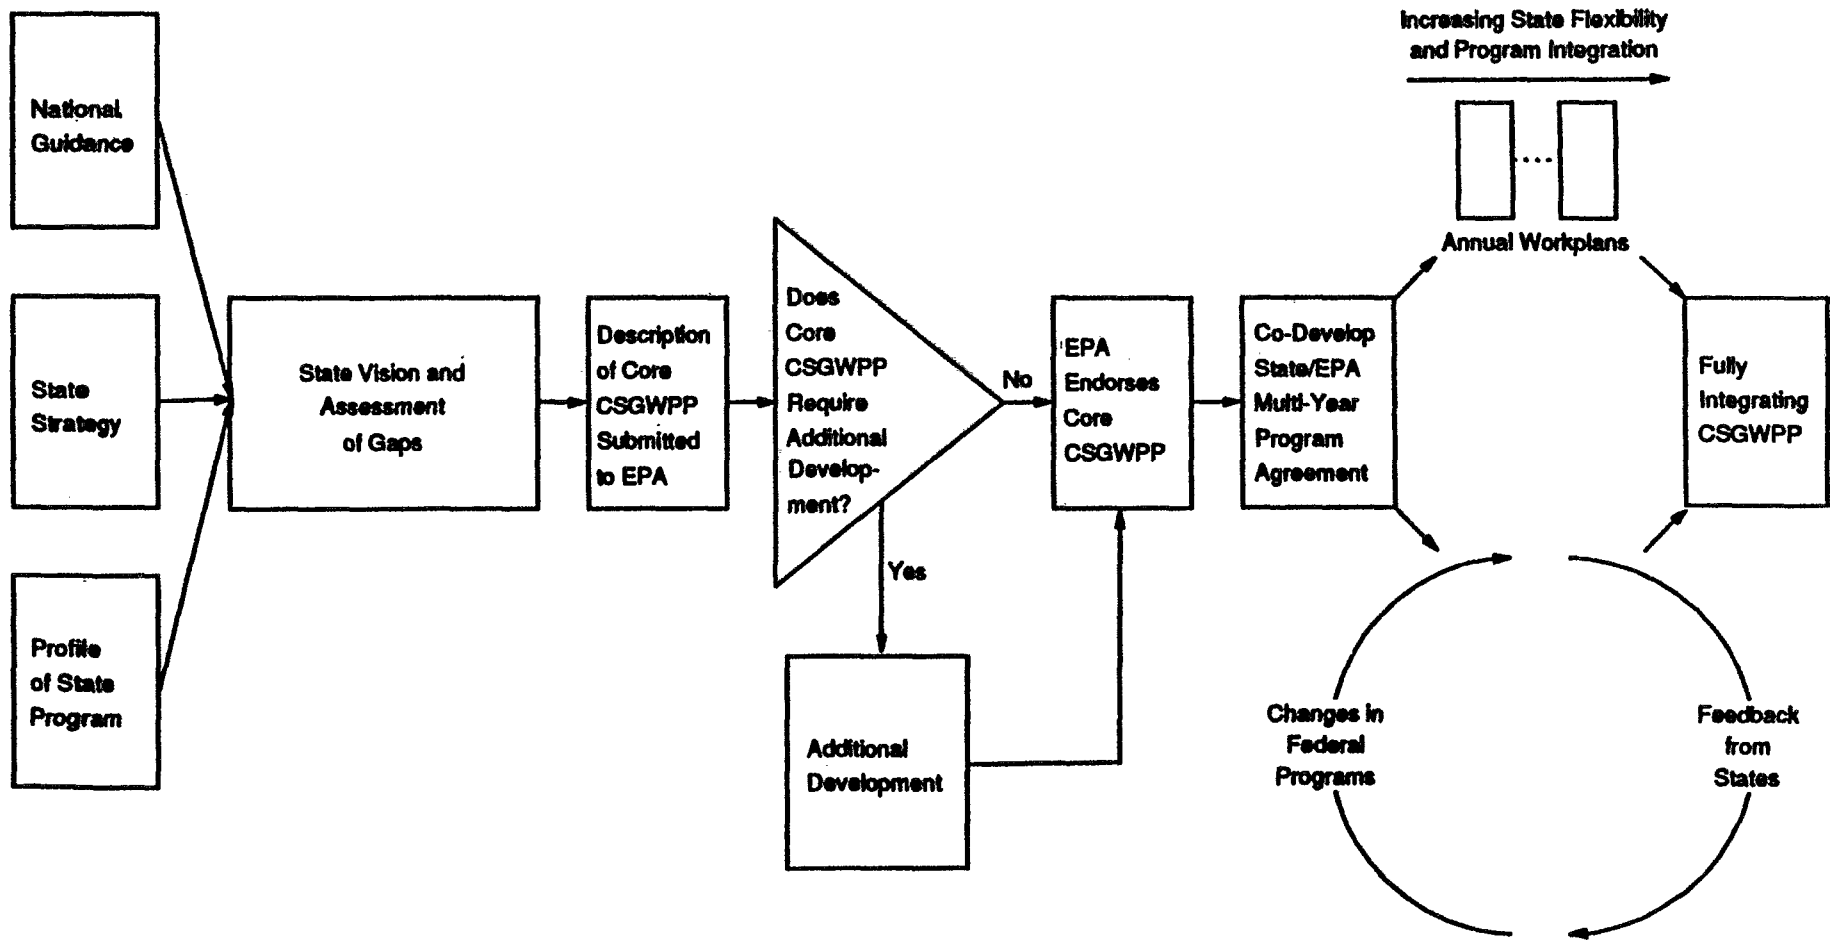 National
Guidance
State
Strategy
Profile
of State
Program
State Vision and
Assessment
of Gaps
Description
of Core
CSGWPP
Submitted
to EPA
Does
Core
CSGWPP
Require
Additional
Develop-
ment?
No
Yes
Additional
Development
EPA
Endorses
Core
CSGWPP
Co-Develop
State/EPA
Multi-Year
Program
Agreement
Increasing State Flexibility
and Program Integration
Annual Workplans
Fully
Integrating
CSGWPP
Changes in
Federal
Programs
Feedback
from
States